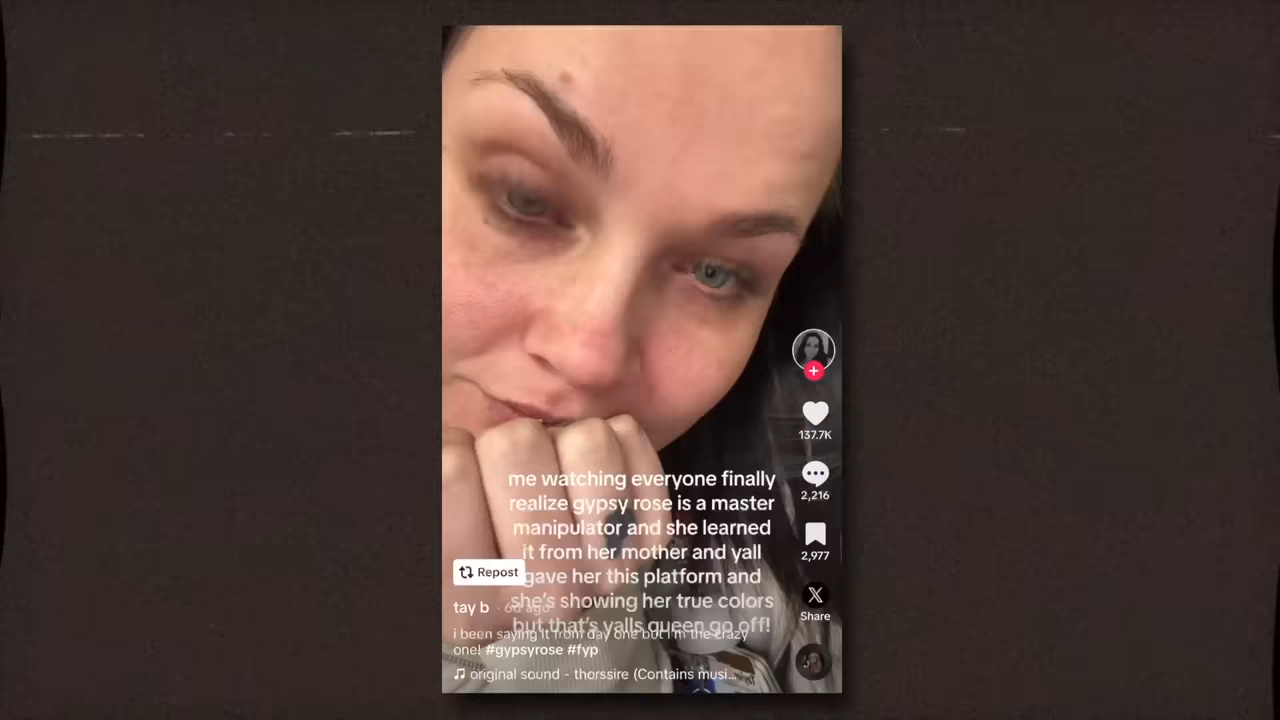 me watching everyone finally
realize gypsy rose is a master
manipulator and she learned
it from her mother and yall
gave her this platform and
she's showing her true colors
but that's yalls queen go off!
137.7K
2,216
2,977
Share
Repost
tay b · 6d ago
i been saying it from day one but i'm the crazy
one! #gypsyrose #fyp
original sound - thorssire (Contains musi...